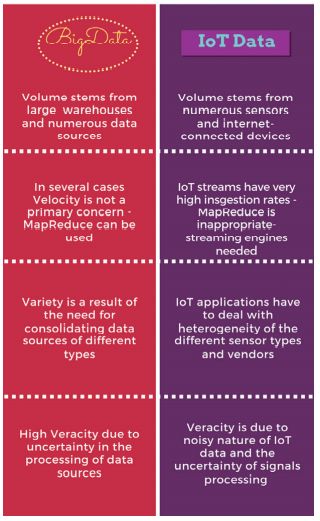 BigData
Volume stems from
large warehouses
and numerous data
sources
In several cases
Velocity is not a
primary concern -
MapReduce can be
used
Variety is a result of
the need for
consolidating data
sources of different
types
High Veracity due to
uncertainty in the
processing of data
sources
IoT Data
Volume stems from
numerous sensors
and internet-
connected devices
IoT streams have very
high insgestion rates -
MapReduce is
inappropriate-
streaming engines
needed
IoT applications have
to deal with
heterogeneity of the
different sensor types
and vendors
Veracity is due to
noisy nature of IoT
data and the
uncertainty of signals
processing